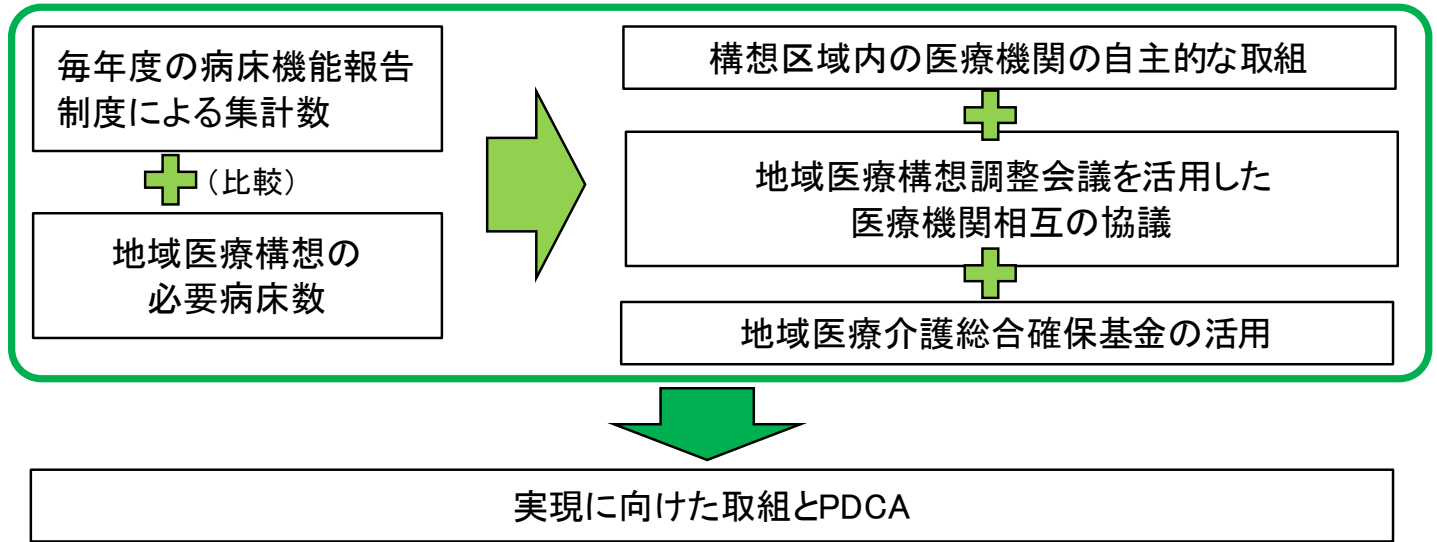 毎年度の病床機能報告
制度による集計数
（比較）
地域医療構想の
必要病床数
構想区域内の医療機関の自主的な取組
地域医療構想調整会議を活用した
医療機関相互の協議
地域医療介護総合確保基金の活用
実現に向けた取組とPDCA